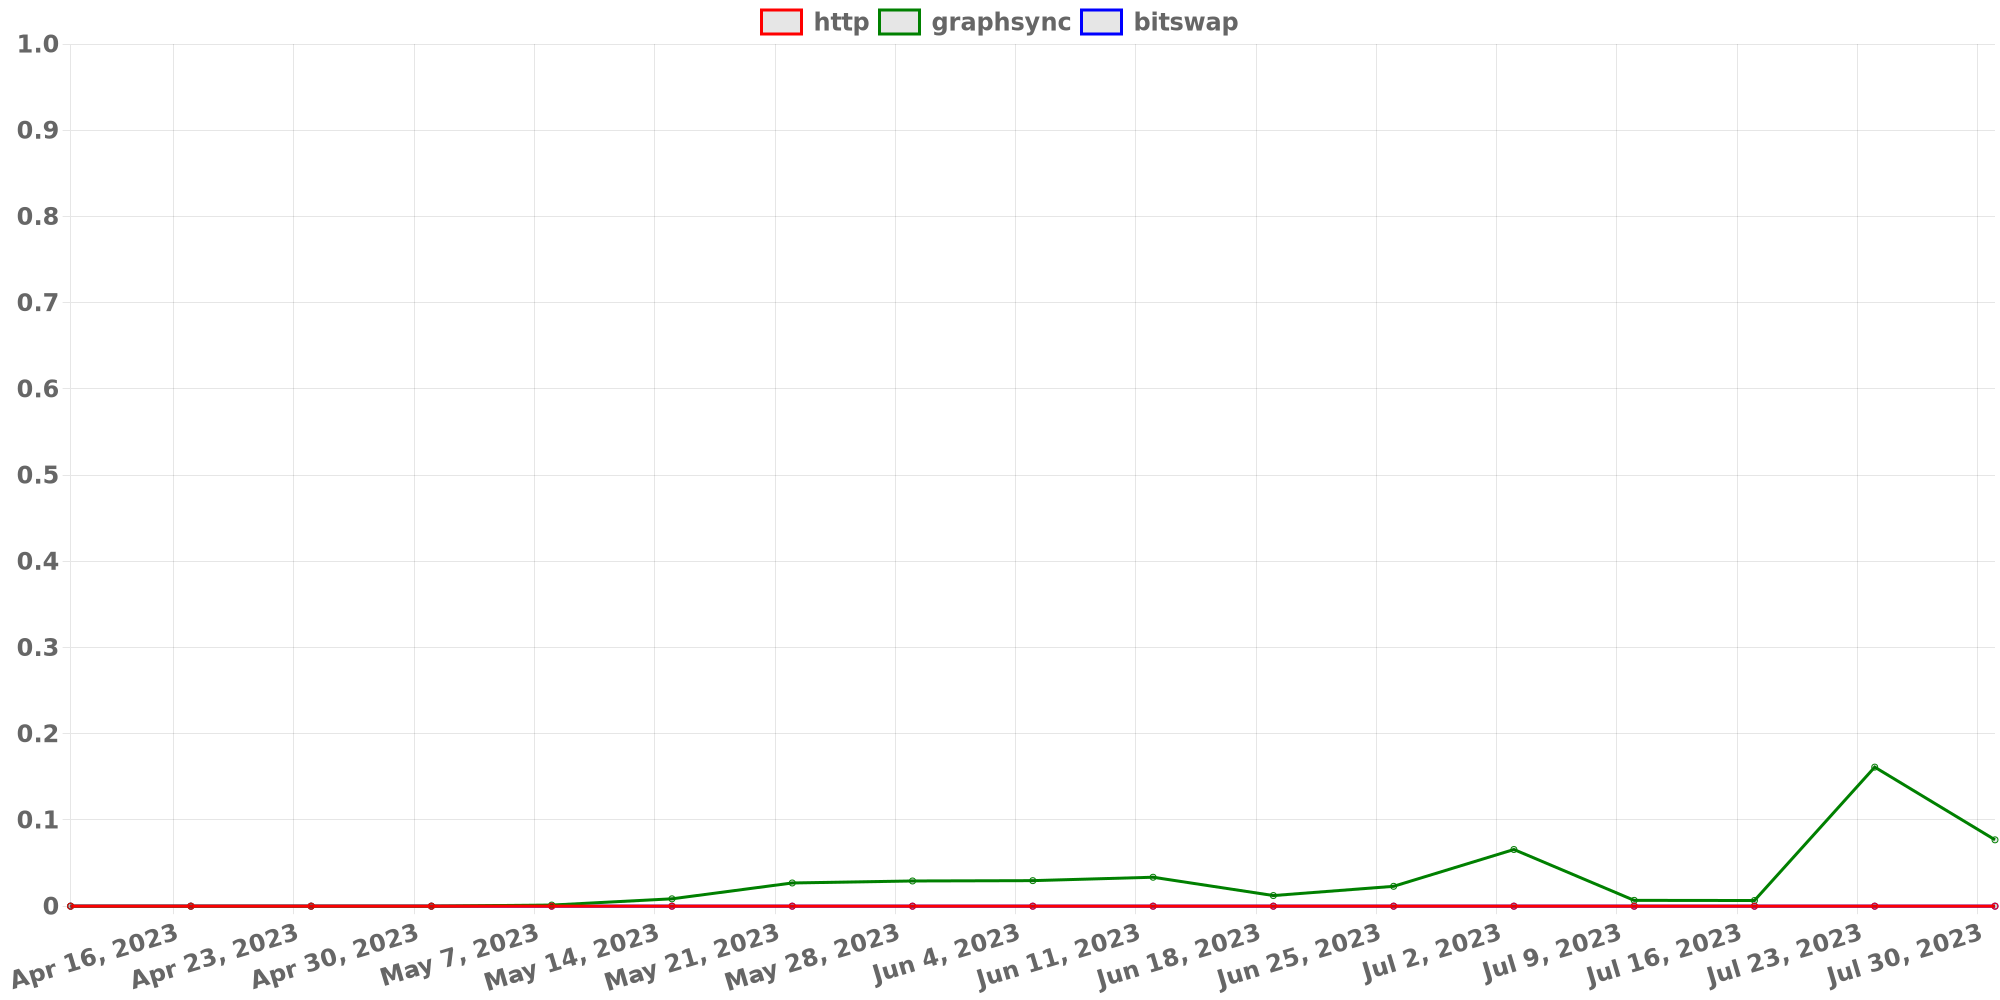 http graphsync bitswap
1.0
0.9
0.8
0.7
0.6
0.5
0.4
0.3
0.2
0.1
0
Apr 16, 2023
Apr 23, 2023
Apr 30, 2023
May 7, 2023
May 14, 2023
May 21, 2023
May 28, 2023
Jun 4, 2023
Jun 11, 2023
Jun 18, 2023
Jun 25, 2023
Jul 2, 2023
Jul 9, 2023
Jul 16, 2023
Jul 23, 2023
Jul 30, 2023